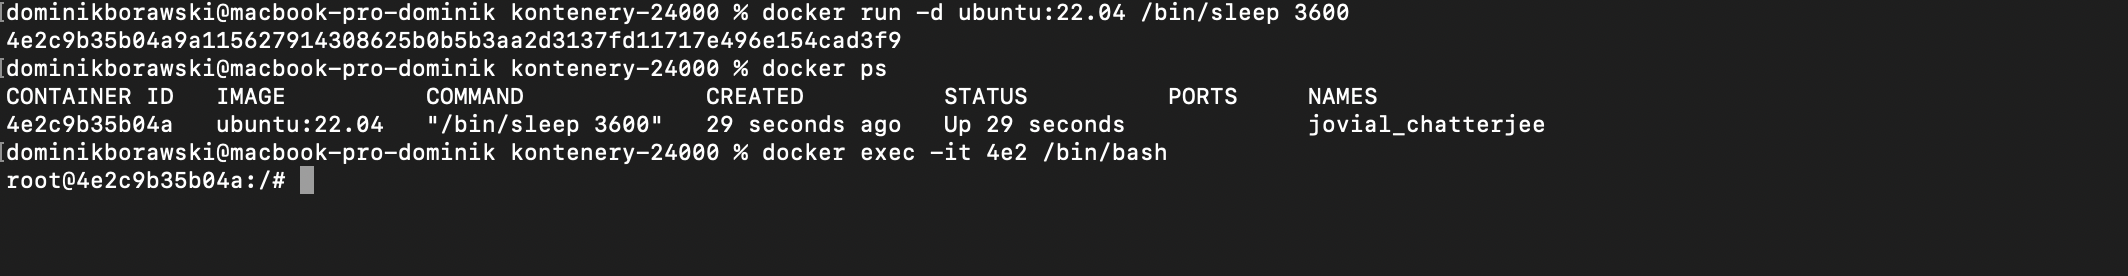 [dominikborawski@macbook-pro-dominik kontenery-24000 % docker run -d ubuntu:22.04 /bin/sleep 3600
4e2c9b35b04a9a115627914308625b0b5b3aa2d3137fd11717e496e154cad3f9
[dominikborawski@macbook-pro-dominik kontenery-24000 % docker ps
CONTAINER ID   IMAGE          COMMAND             CREATED          STATUS          PORTS     NAMES
4e2c9b35b04a   ubuntu:22.04   "/bin/sleep 3600"   29 seconds ago   Up 29 seconds             jovial_chatterjee
[dominikborawski@macbook-pro-dominik kontenery-24000 % docker exec -it 4e2 /bin/bash
root@4e2c9b35b04a:/#